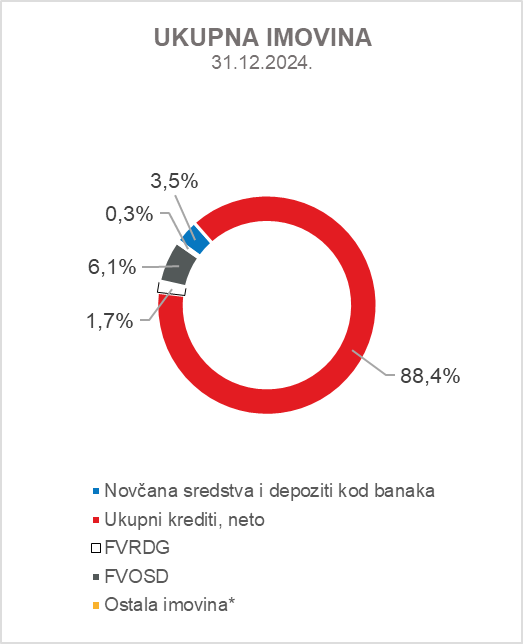 UKUPNA IMOVINA
31.12.2024.
3,5%
0,3%
6,1%
1,7%
88,4%
Novčana sredstva i depoziti kod banaka
Ukupni krediti, neto
FVRDG
FVOSD
Ostala imovina*